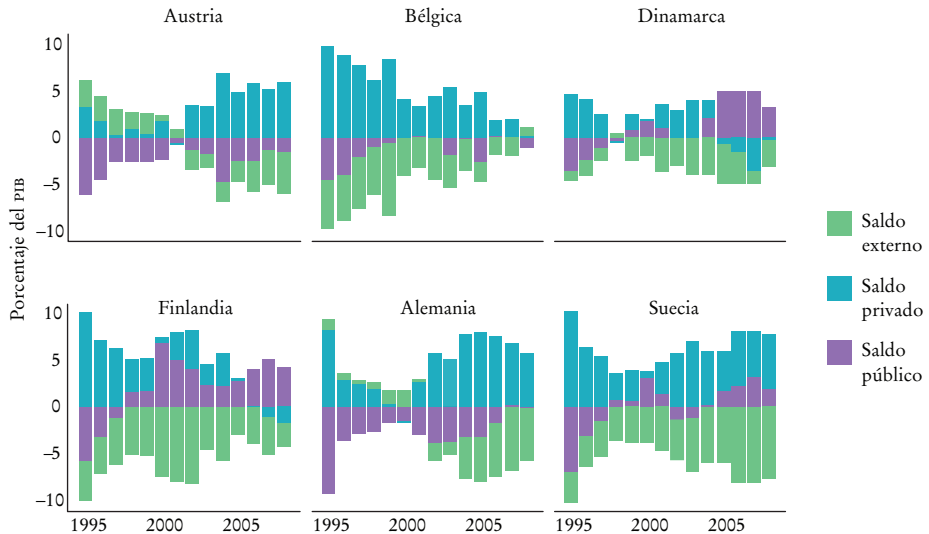 Austria
Bélgica
Dinamarca
10
5
0
−5
−10
Porcentaje del PIB
Finlandia
Alemania
Suecia
10
5
0
−5
−10
1995
2000
2005
1995
2000
2005
1995
2000
2005
Saldo
externo
Saldo
privado
Saldo
público